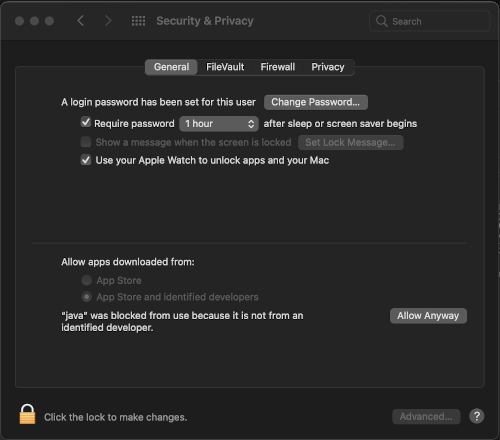 Security & Privacy
Search
General FileVault Firewall Privacy
A login password has been set for this user Change Password...
Require password 1 hour after sleep or screen saver begins
Show a message when the screen is locked Set Lock Message...
Use your Apple Watch to unlock apps and your Mac
Allow apps downloaded from:
App Store
App Store and identified developers
"java" was blocked from use because it is not from an Allow Anyway
identified developer.
Click the lock to make changes. Advanced... ?